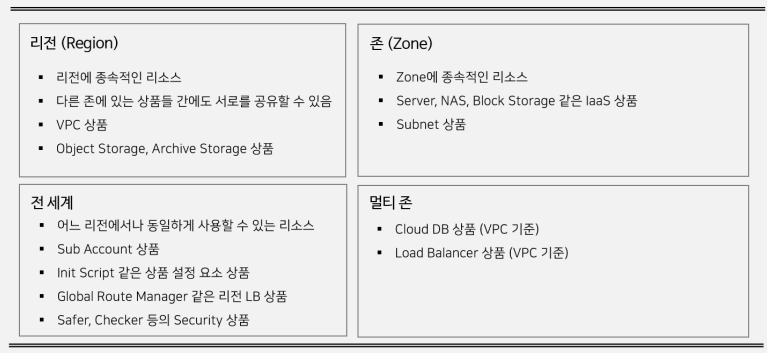 리전 (Region)
리전에 종속적인 리소스
다른 존에 있는 상품들 간에도 서로를 공유할 수 있음
VPC 상품
Object Storage, Archive Storage 상품
존 (Zone)
Zone에 종속적인 리소스
Server, NAS, Block Storage 같은 IaaS 상품
Subnet 상품
전 세계
어느 리전에서나 동일하게 사용할 수 있는 리소스
Sub Account 상품
Init Script 같은 상품 설정 요소 상품
Global Route Manager 같은 리전 LB 상품
Safer, Checker 등의 Security 상품
멀티 존
Cloud DB 상품 (VPC 기준)
Load Balancer 상품 (VPC 기준)